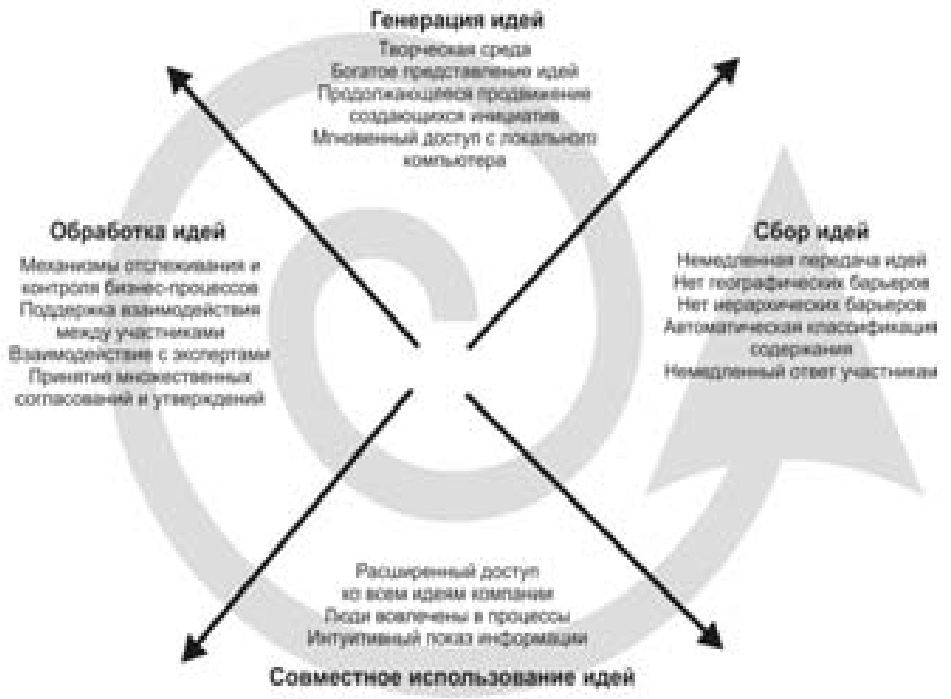 Генерация идей
Творческая среда
Богатое представление идей
Продолжающееся продвижение
создающихся инициатив
Мгновенный доступ с локального
компьютера
Обработка идей
Механизмы отслеживания и
контроля бизнес-процессов
Поддержка взаимодействия
между участниками
Взаимодействие с экспертами
Принятие множественных
согласований и утверждений
Сбор идей
Немедленная передача идей
Нет географических барьеров
Нет иерархических барьеров
Автоматическая классификация
содержания
Немедленный ответ участникам
Расширенный доступ
ко всем идеям компании
Люди вовлечены в процессы
Интуитивный показ информации
Совместное использование идей